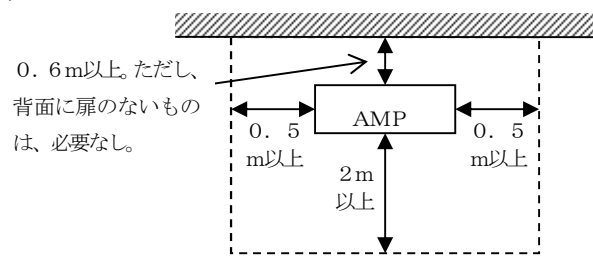 ０．６ｍ以上。ただし、
背面に扉のないもの
は、必要なし。
AMP
０．５
ｍ以上
０．５
ｍ以上
２ｍ
以上